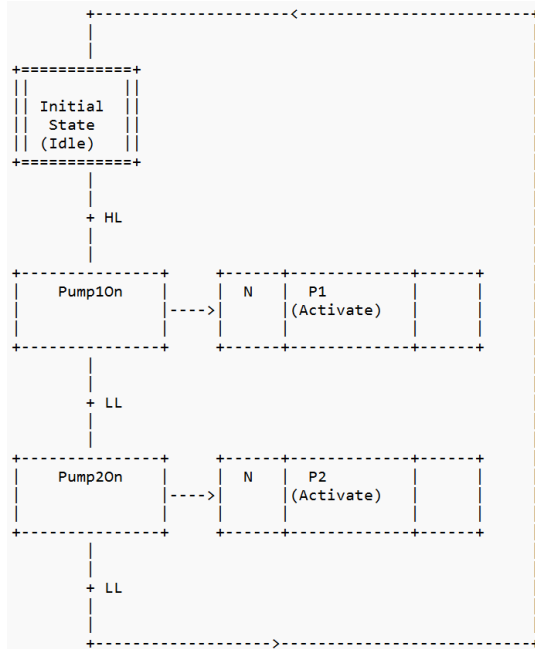 Initial
State
(Idle)
HL
Pump1On N P1
(Activate)
LL
Pump2On N P2
(Activate)
LL